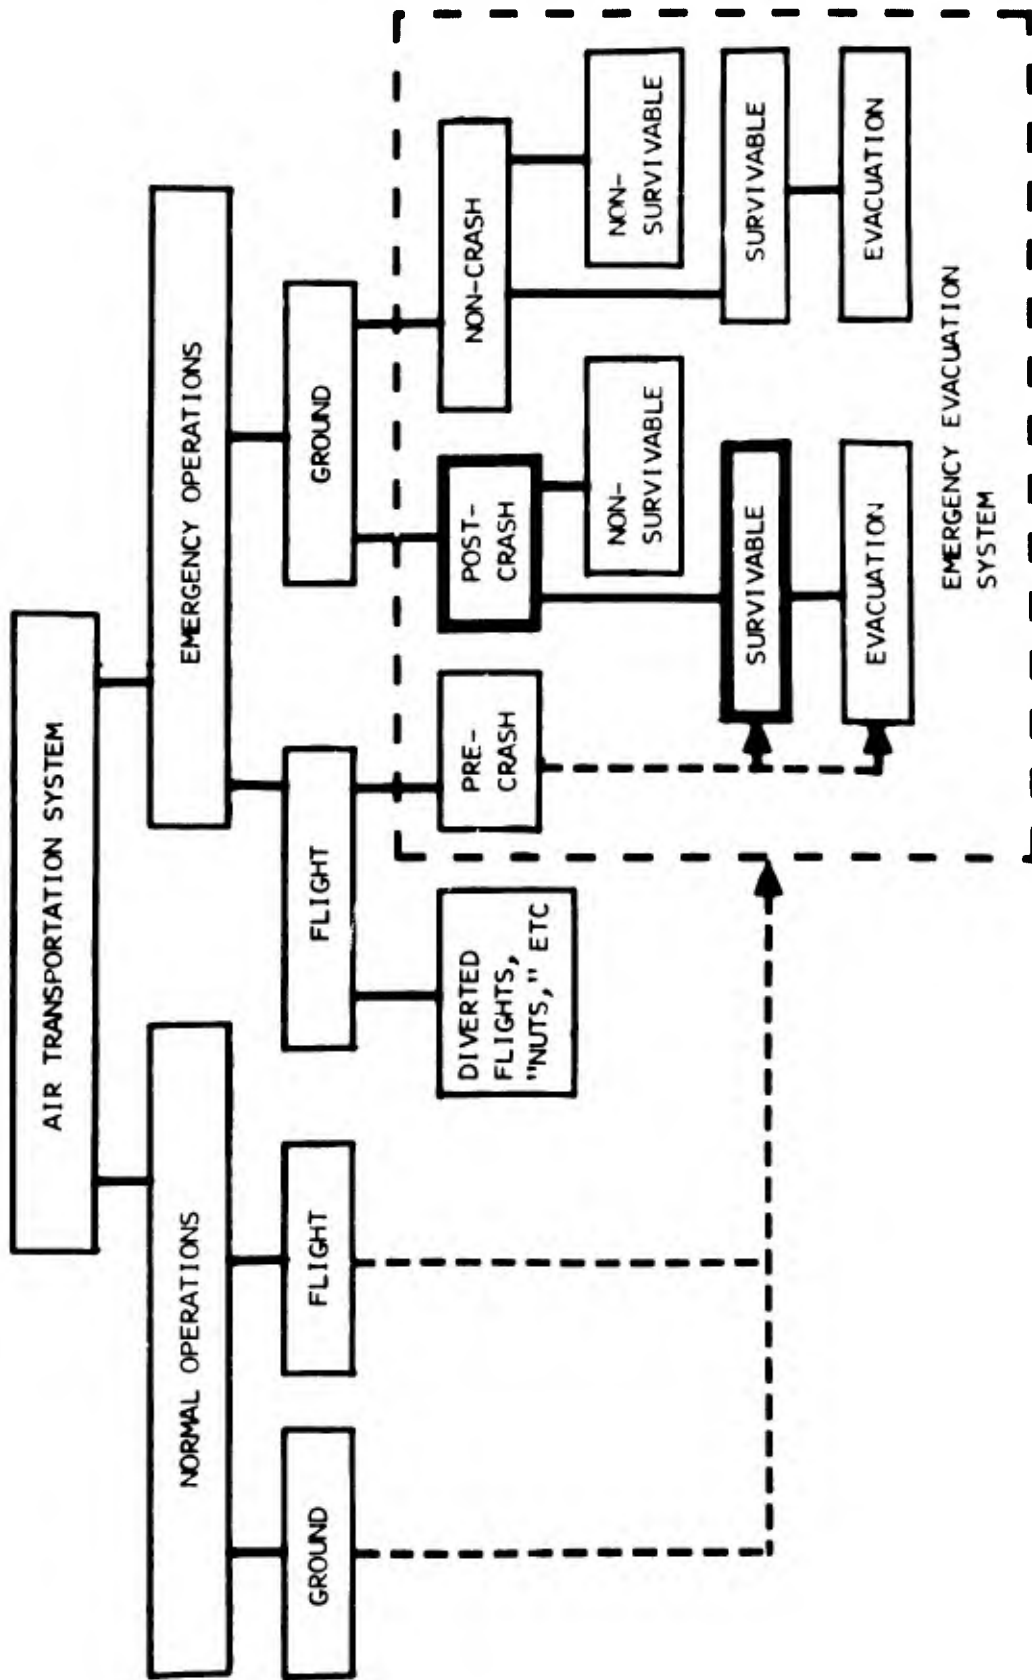 AIR TRANSPORTATION SYSTEM
NORMAL OPERATIONS
EMERGENCY OPERATIONS
GROUND
FLIGHT
FLIGHT
GROUND
DIVERTED
FLIGHTS,
"NUTS," ETC
PRE-
CRASH
POST-
CRASH
NON-CRASH
NON-
SURVIVABLE
NON-
SURVIVABLE
SURVIVABLE
SURVIVABLE
EVACUATION
EVACUATION
EMERGENCY EVACUATION
SYSTEM